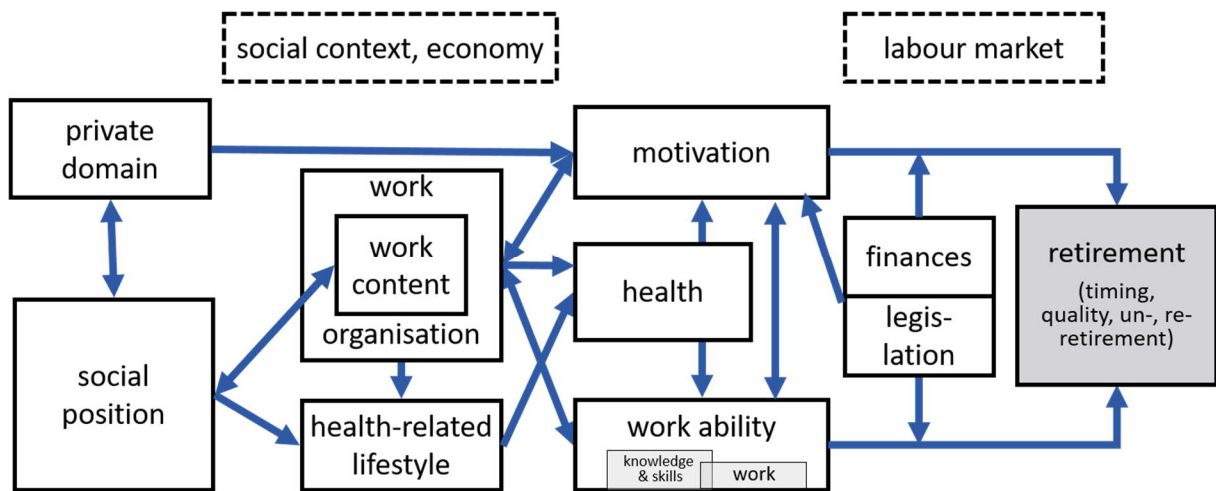 social context, economy
labour market
private
domain
motivation
work
work
content
organisation
health
finances
legis-
lation
retirement
(timing,
quality, un-, re-
retirement)
social
position
health-related
lifestyle
work ability
knowledge
& skills
work